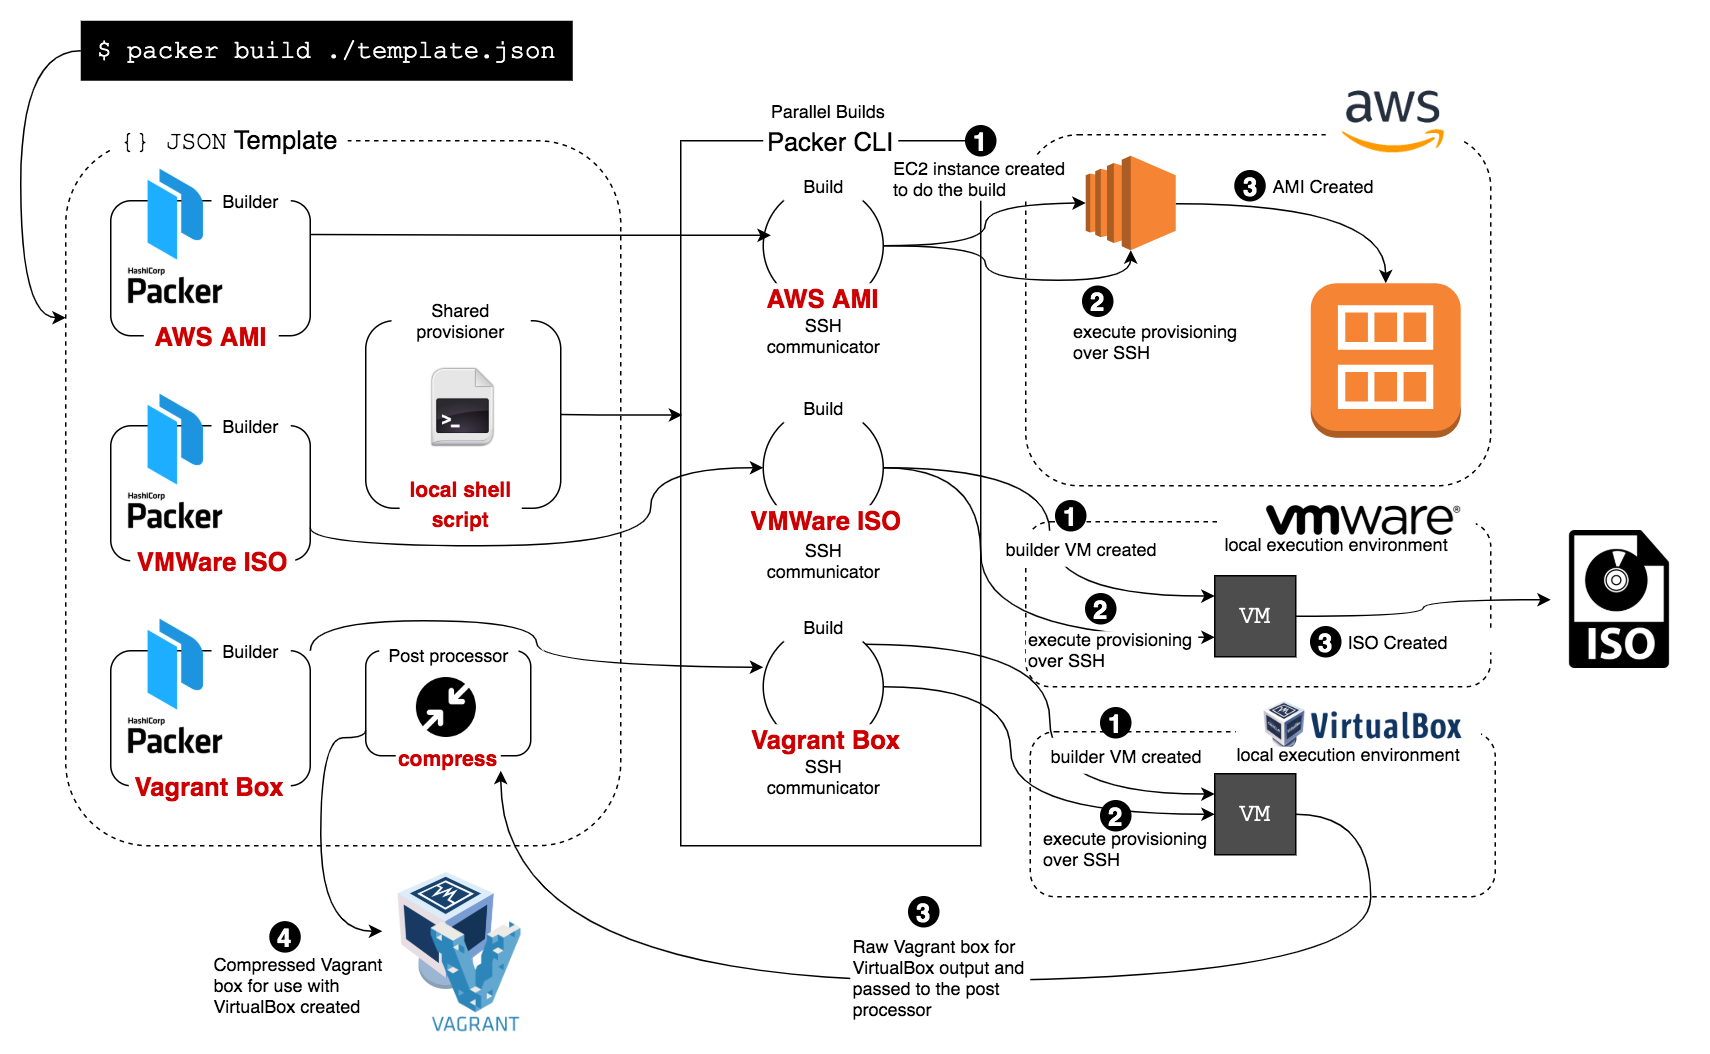 $ packer build ./template.json
{} JSON Template
Builder
HashiCorp
Packer
AWS AMI
Builder
HashiCorp
Packer
VMWare ISO
Builder
HashiCorp
Packer
Vagrant Box
Shared
provisioner
>_
local shell
script
Post processor
compress
Parallel Builds
Packer CLI
Build
AWS AMI
SSH
communicator
Build
VMWare ISO
SSH
communicator
Build
Vagrant Box
SSH
communicator
aws
1
EC2 instance created
to do the build
2
execute provisioning
over SSH
3 AMI Created
vmware®
local execution environment
1
builder VM created
2
execute provisioning
over SSH
VM
3 ISO Created
ISO
VirtualBox
local execution environment
1
builder VM created
2
execute provisioning
over SSH
VM
3
Raw Vagrant box for
VirtualBox output and
passed to the post
processor
4
Compressed Vagrant
box for use with
VirtualBox created
VAGRANT